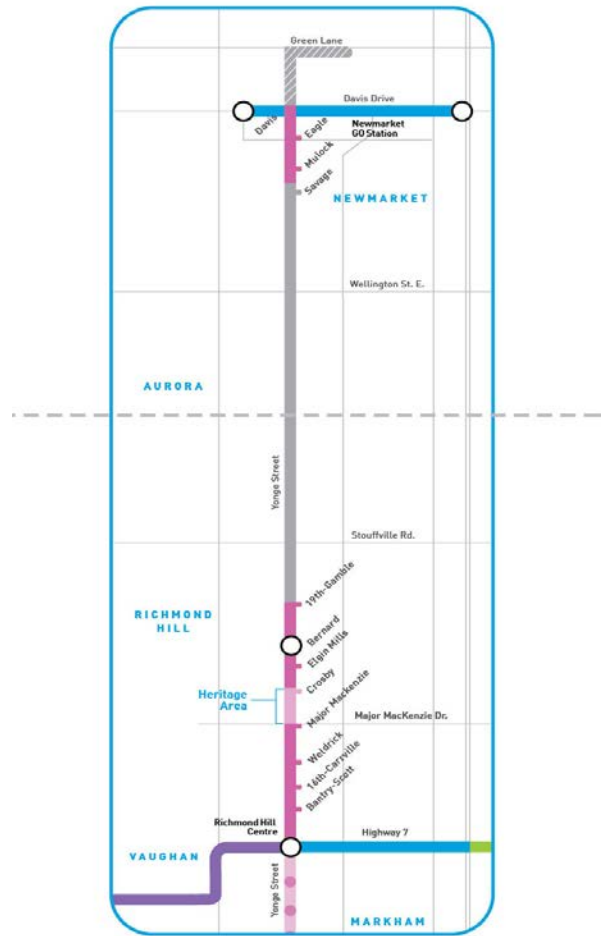 Green Lane
Davis Drive
Davis
Eagle
Newmarket
GO Station
Mulock
Savage
NEWMARKET
Wellington St. E.
AURORA
Yonge Street
Stouffville Rd.
19th-Gamble
RICHMOND
HILL
Bernard
Elgin Mills
Crosby
Heritage
Area
Major Mackenzie
Major MacKenzie Dr.
Weldrick
16th-Carrville
Bantry-Scott
Richmond Hill
Centre
Highway 7
VAUGHAN
Yonge Street
MARKHAM